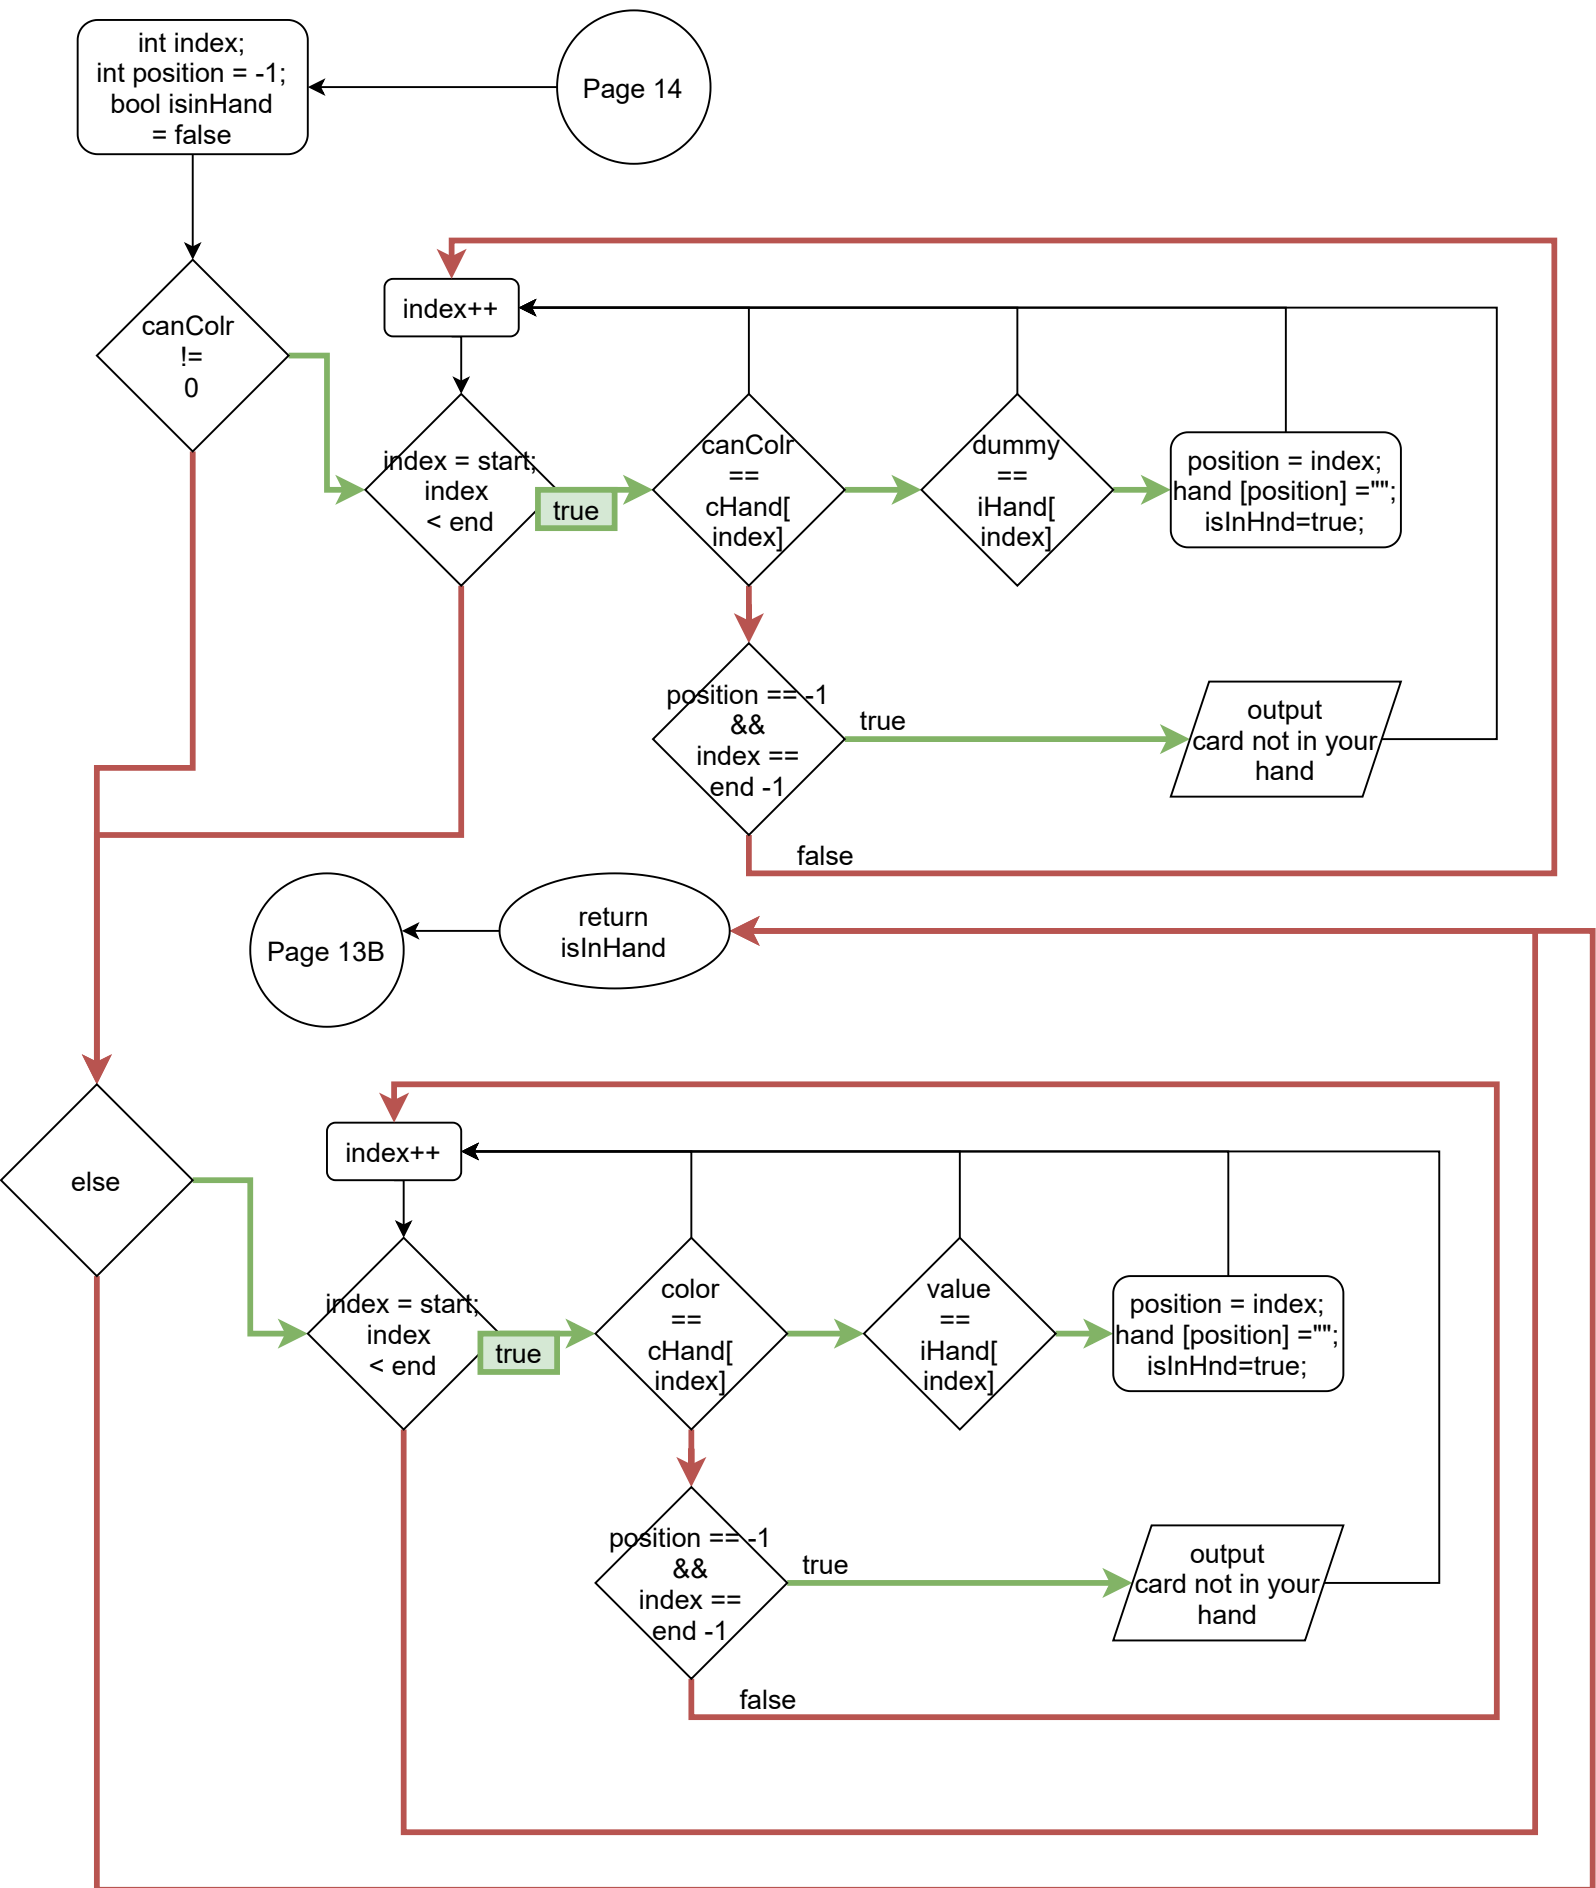 int index;
int position = -1;
bool isinHand
= false
Page 14
canColr
!=
0
index++
index = start;
index
< end
true
canColr
==
cHand[
index]
dummy
==
iHand[
index]
position = index;
hand [position] ="";
isInHnd=true;
position == -1
&&
index ==
end -1
true
output
card not in your
hand
false
Page 13B
return
isInHand
else
index++
index = start;
index
< end
true
color
==
cHand[
index]
value
==
iHand[
index]
position = index;
hand [position] ="";
isInHnd=true;
position == -1
&&
index ==
end -1
true
output
card not in your
hand
false